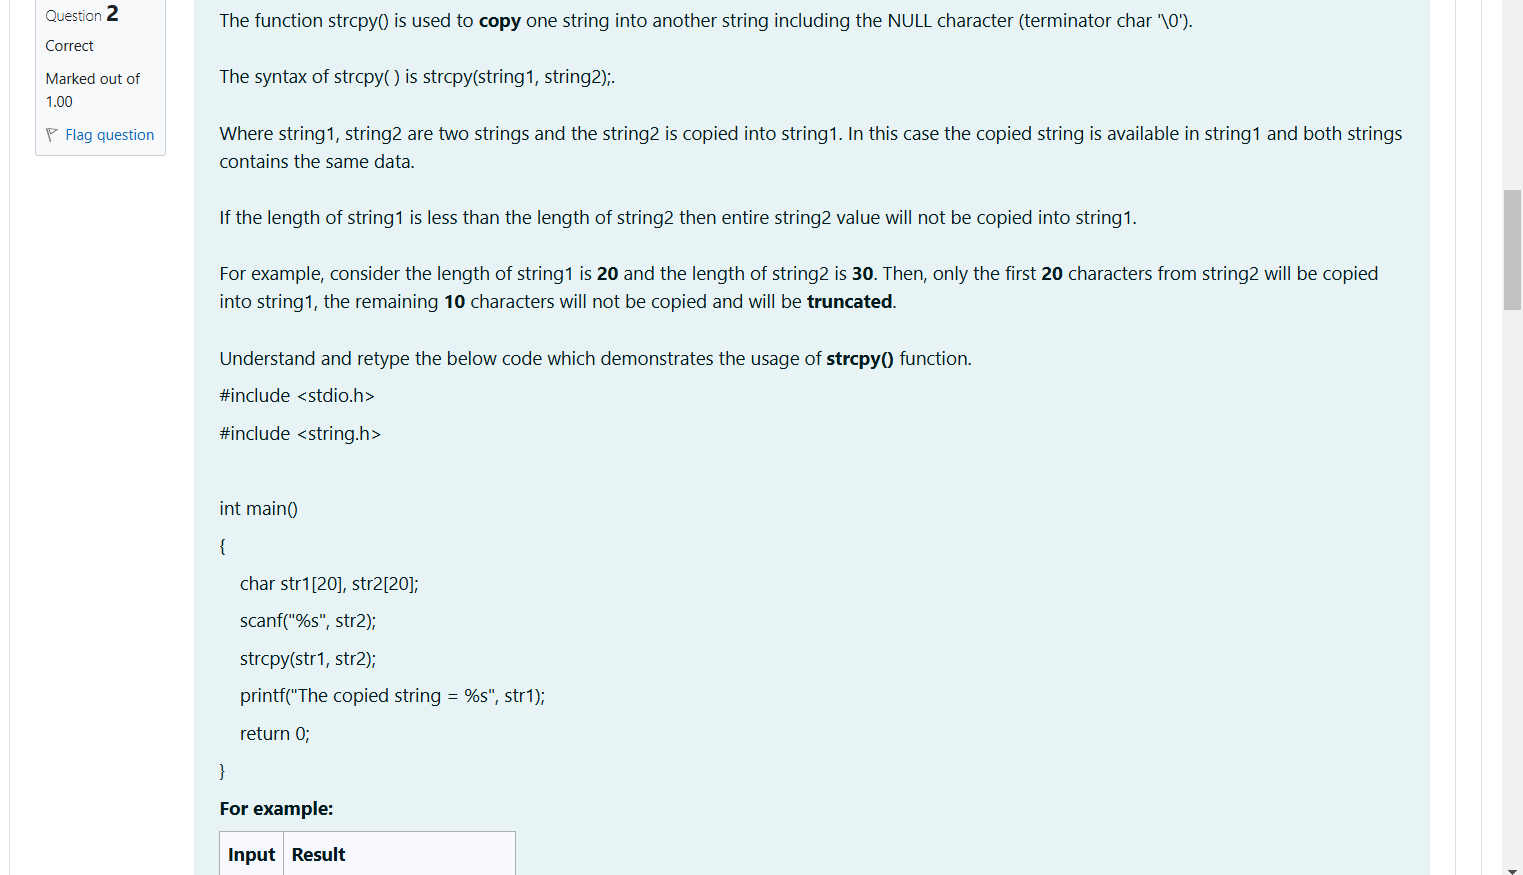 Question 2
Correct
Marked out of
1.00
Flag question
The function strcpy() is used to copy one string into another string including the NULL character (terminator char '\0').
The syntax of strcpy( ) is strcpy(string1, string2);.
Where string1, string2 are two strings and the string2 is copied into string1. In this case the copied string is available in string1 and both strings
contains the same data.
If the length of string1 is less than the length of string2 then entire string2 value will not be copied into string1.
For example, consider the length of string1 is 20 and the length of string2 is 30. Then, only the first 20 characters from string2 will be copied
into string1, the remaining 10 characters will not be copied and will be truncated.
Understand and retype the below code which demonstrates the usage of strcpy() function.
#include <stdio.h>
#include <string.h>
int main()
{
char str1[20], str2[20];
scanf("%s", str2);
strcpy(str1, str2);
printf("The copied string = %s", str1);
return 0;
}
For example:
Input Result